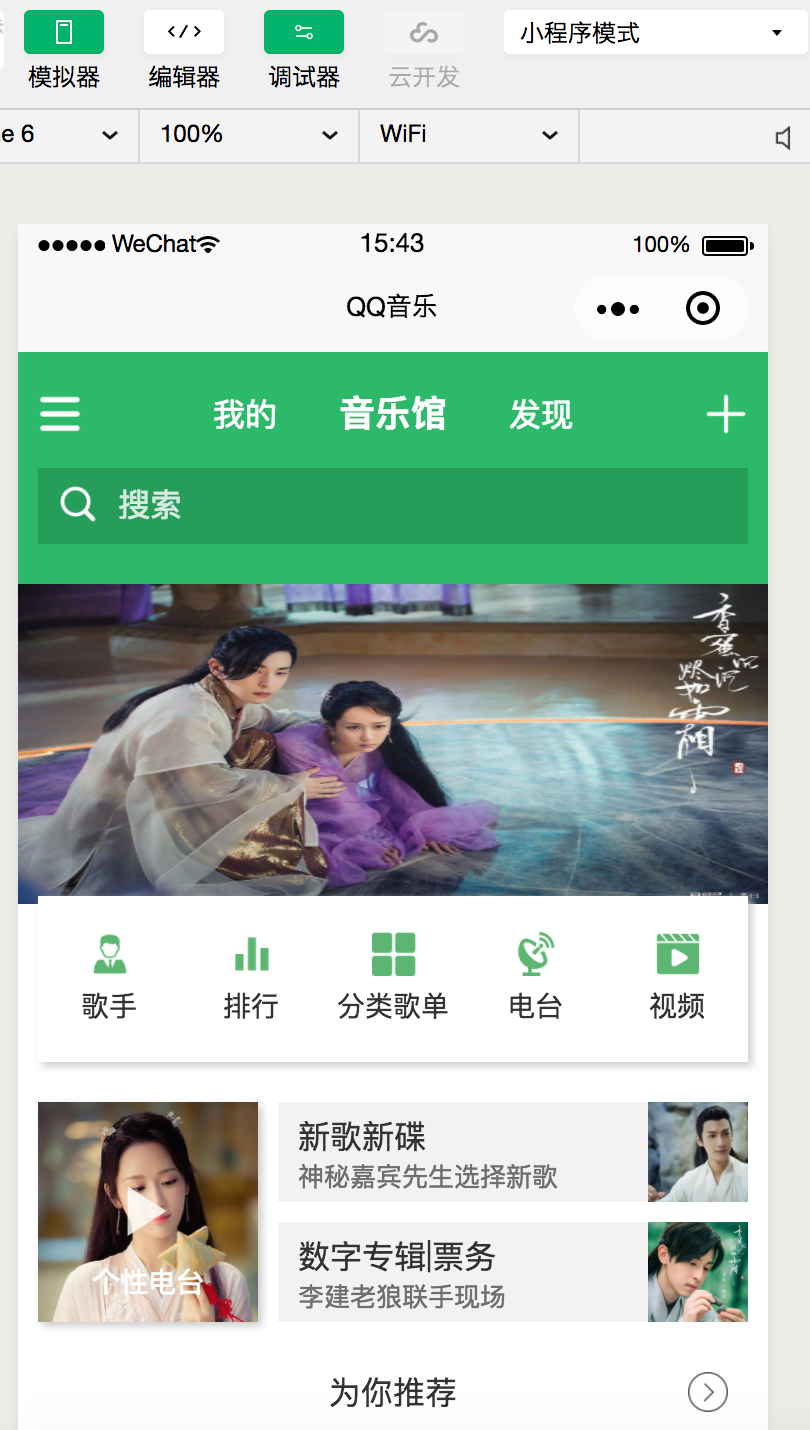 模拟器 编辑器 调试器 云开发 小程序模式
e 6 100% WiFi
WeChat 15:43 100%
QQ音乐
我的 音乐馆 发现
搜索
香蜜沉沉
烬如霜
歌手 排行 分类歌单 电台 视频
新歌新碟
神秘嘉宾先生选择新歌
个性电台
数字专辑|票务
李建老狼联手现场
为你推荐